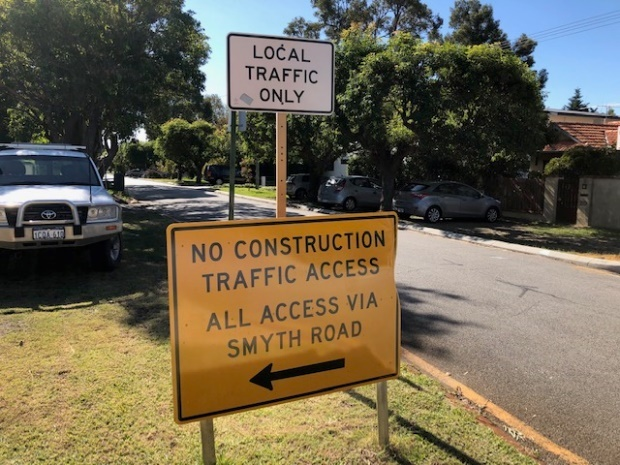 LOCAL
TRAFFIC
ONLY
NO CONSTRUCTION
TRAFFIC ACCESS
ALL ACCESS VIA
SMYTH ROAD